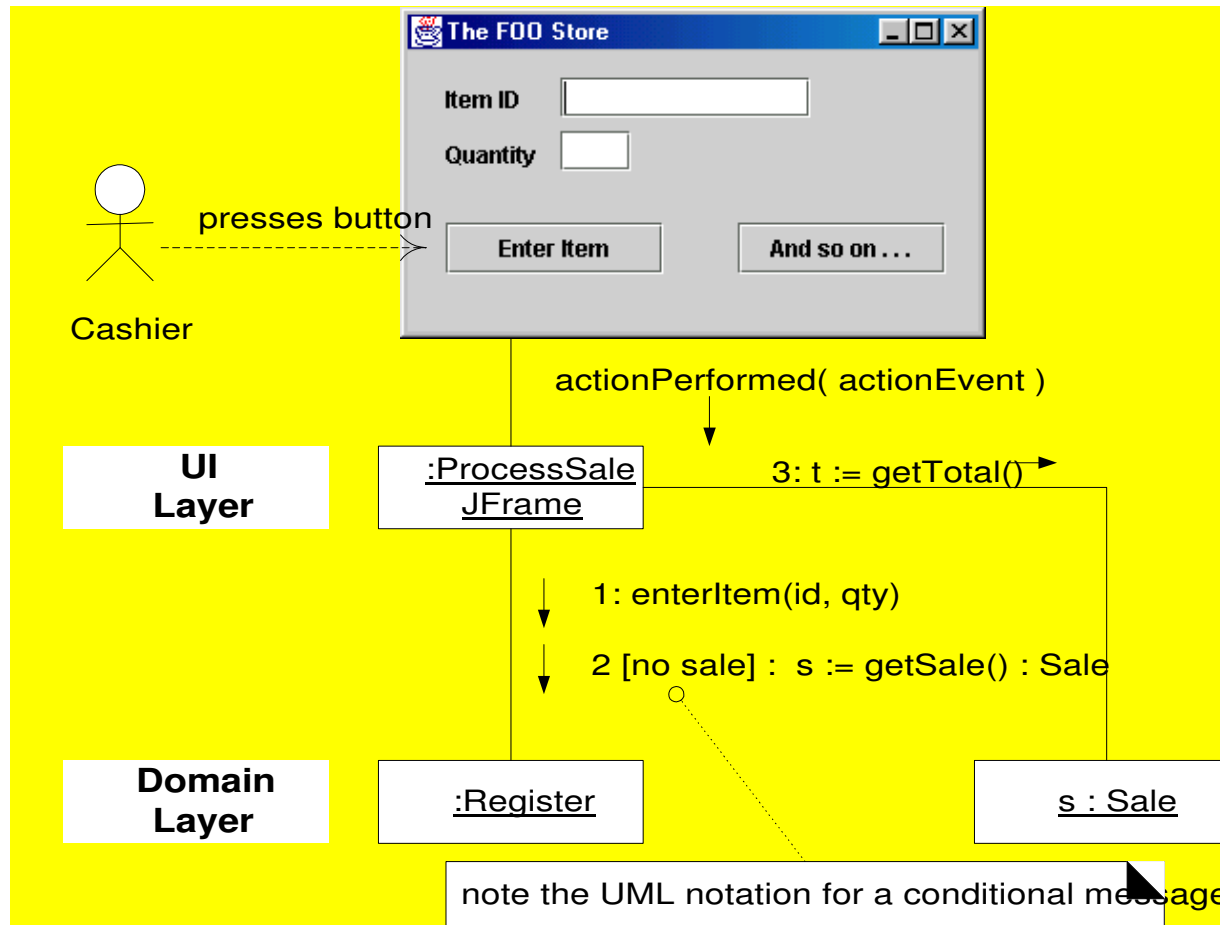 The FOO Store
Item ID
Quantity
presses button
Enter Item
And so on . . .
Cashier
actionPerformed( actionEvent )
UI
Layer
:ProcessSale
JFrame
3: t := getTotal()
1: enterItem(id, qty)
2 [no sale] : s := getSale() : Sale
Domain
Layer
:Register
s : Sale
note the UML notation for a conditional message